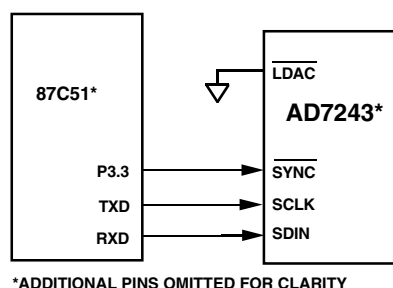 87C51*
LDAC
AD7243*
P3.3
SYNC
TXD
SCLK
RXD
SDIN
*ADDITIONAL PINS OMITTED FOR CLARITY